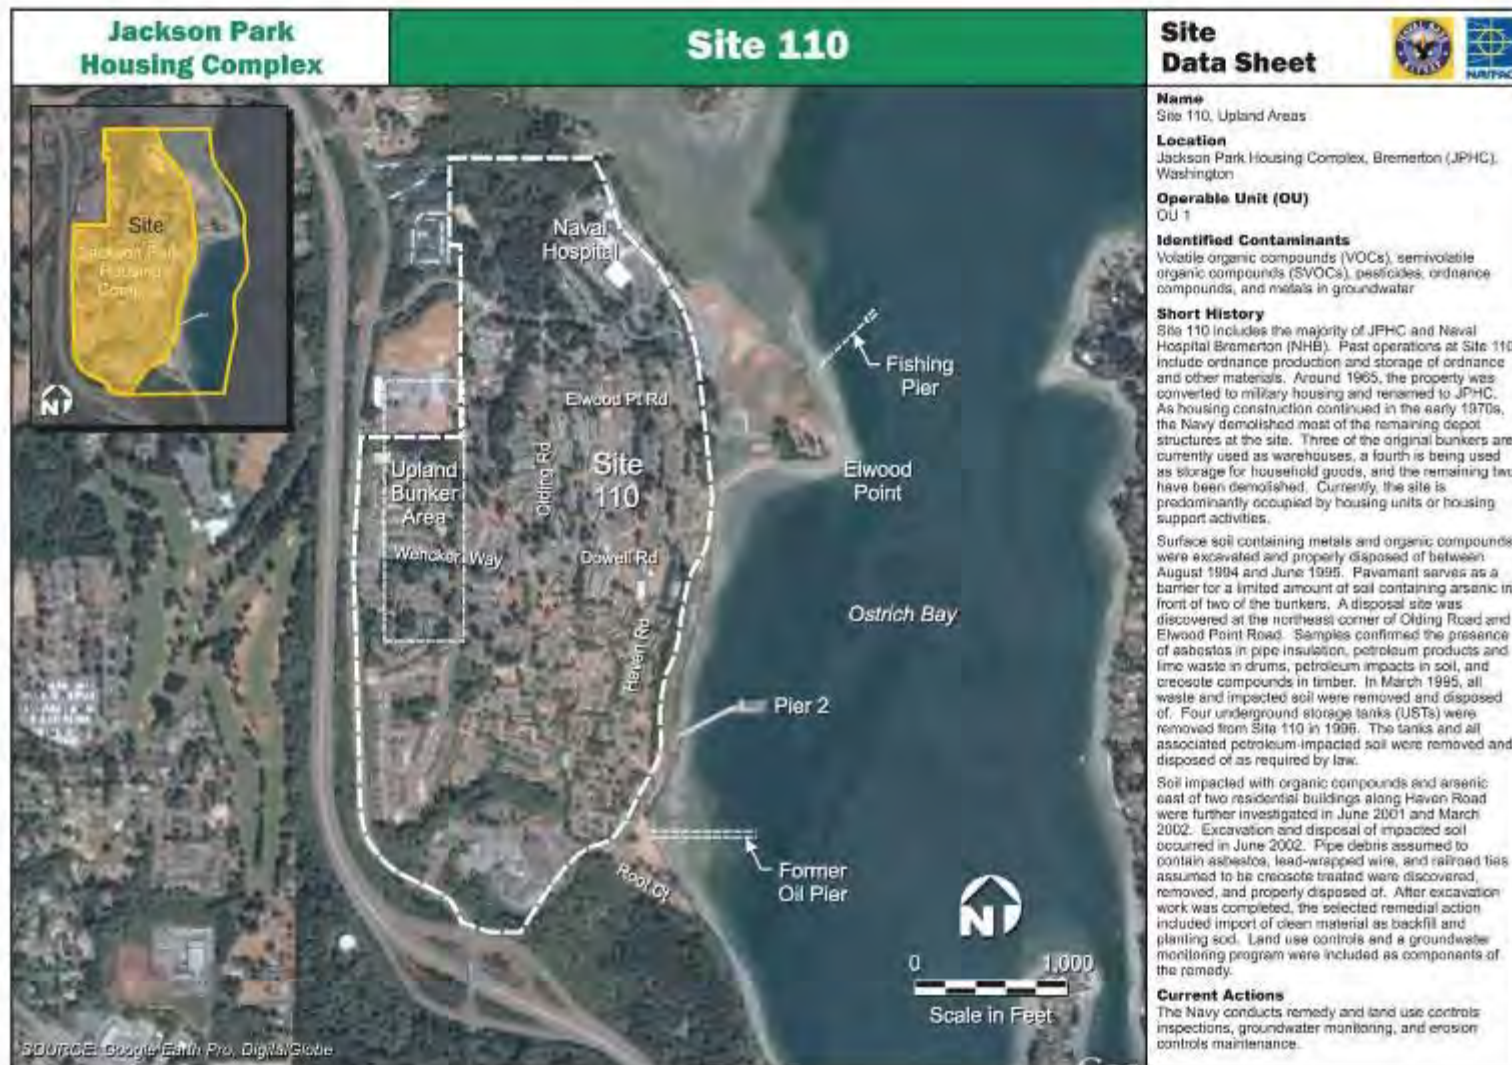 Jackson Park
Housing Complex
Site 110
Site
Data Sheet
NAVFAC
Site
Jackson Park
Housing
N
Naval
Hospital
Fishing
Pier
Elwood Pt Rd
Olding Rd
Site
110
Upland
Bunker
Area
Elwood
Point
Wencker Way
Dowell Rd
Haven Rd
Ostrich Bay
Pier 2
Former
Oil Pier
Root Ct
N
0 1,000
Scale in Feet
SOURCE: Google Earth Pro, DigitalGlobe
Name
Site 110, Upland Areas
Location
Jackson Park Housing Complex, Bremerton (JPHC),
Washington
Operable Unit (OU)
OU 1
Identified Contaminants
Volatile organic compounds (VOCs), semivolatile
organic compounds (SVOCs), pesticides, ordnance
compounds, and metals in groundwater
Short History
Site 110 includes the majority of JPHC and Naval
Hospital Bremerton (NHB). Past operations at Site 110
include ordnance production and storage of ordnance
and other materials. Around 1965, the property was
converted to military housing and renamed to JPHC.
As housing construction continued in the early 1970s,
the Navy demolished most of the remaining depot
structures at the site. Three of the original bunkers are
currently used as warehouses, a fourth is being used
as storage for household goods, and the remaining two
have been demolished. Currently, the site is
predominantly occupied by housing units or housing
support activities.
Surface soil containing metals and organic compounds
were excavated and properly disposed of between
August 1994 and June 1995. Pavement serves as a
barrier for a limited amount of soil containing arsenic in
front of two of the bunkers. A disposal site was
discovered at the northeast corner of Olding Road and
Elwood Point Road. Samples confirmed the presence
of asbestos in pipe insulation, petroleum products and
lime waste in drums, petroleum impacts in soil, and
creosote compounds in timber. In March 1995, all
waste and impacted soil were removed and disposed
of. Four underground storage tanks (USTs) were
removed from Site 110 in 1996. The tanks and all
associated petroleum-impacted soil were removed and
disposed of as required by law.
Soil impacted with organic compounds and arsenic
east of two residential buildings along Haven Road
were further investigated in June 2001 and March
2002. Excavation and disposal of impacted soil
occurred in June 2002. Pipe debris assumed to
contain asbestos, lead-wrapped wire, and railroad ties
assumed to be creosote treated were discovered,
removed, and properly disposed of. After excavation
work was completed, the selected remedial action
included import of clean material as backfill and
planting sod. Land use controls and a groundwater
monitoring program were included as components of
the remedy.
Current Actions
The Navy conducts remedy and land use controls
inspections, groundwater monitoring, and erosion
controls maintenance.